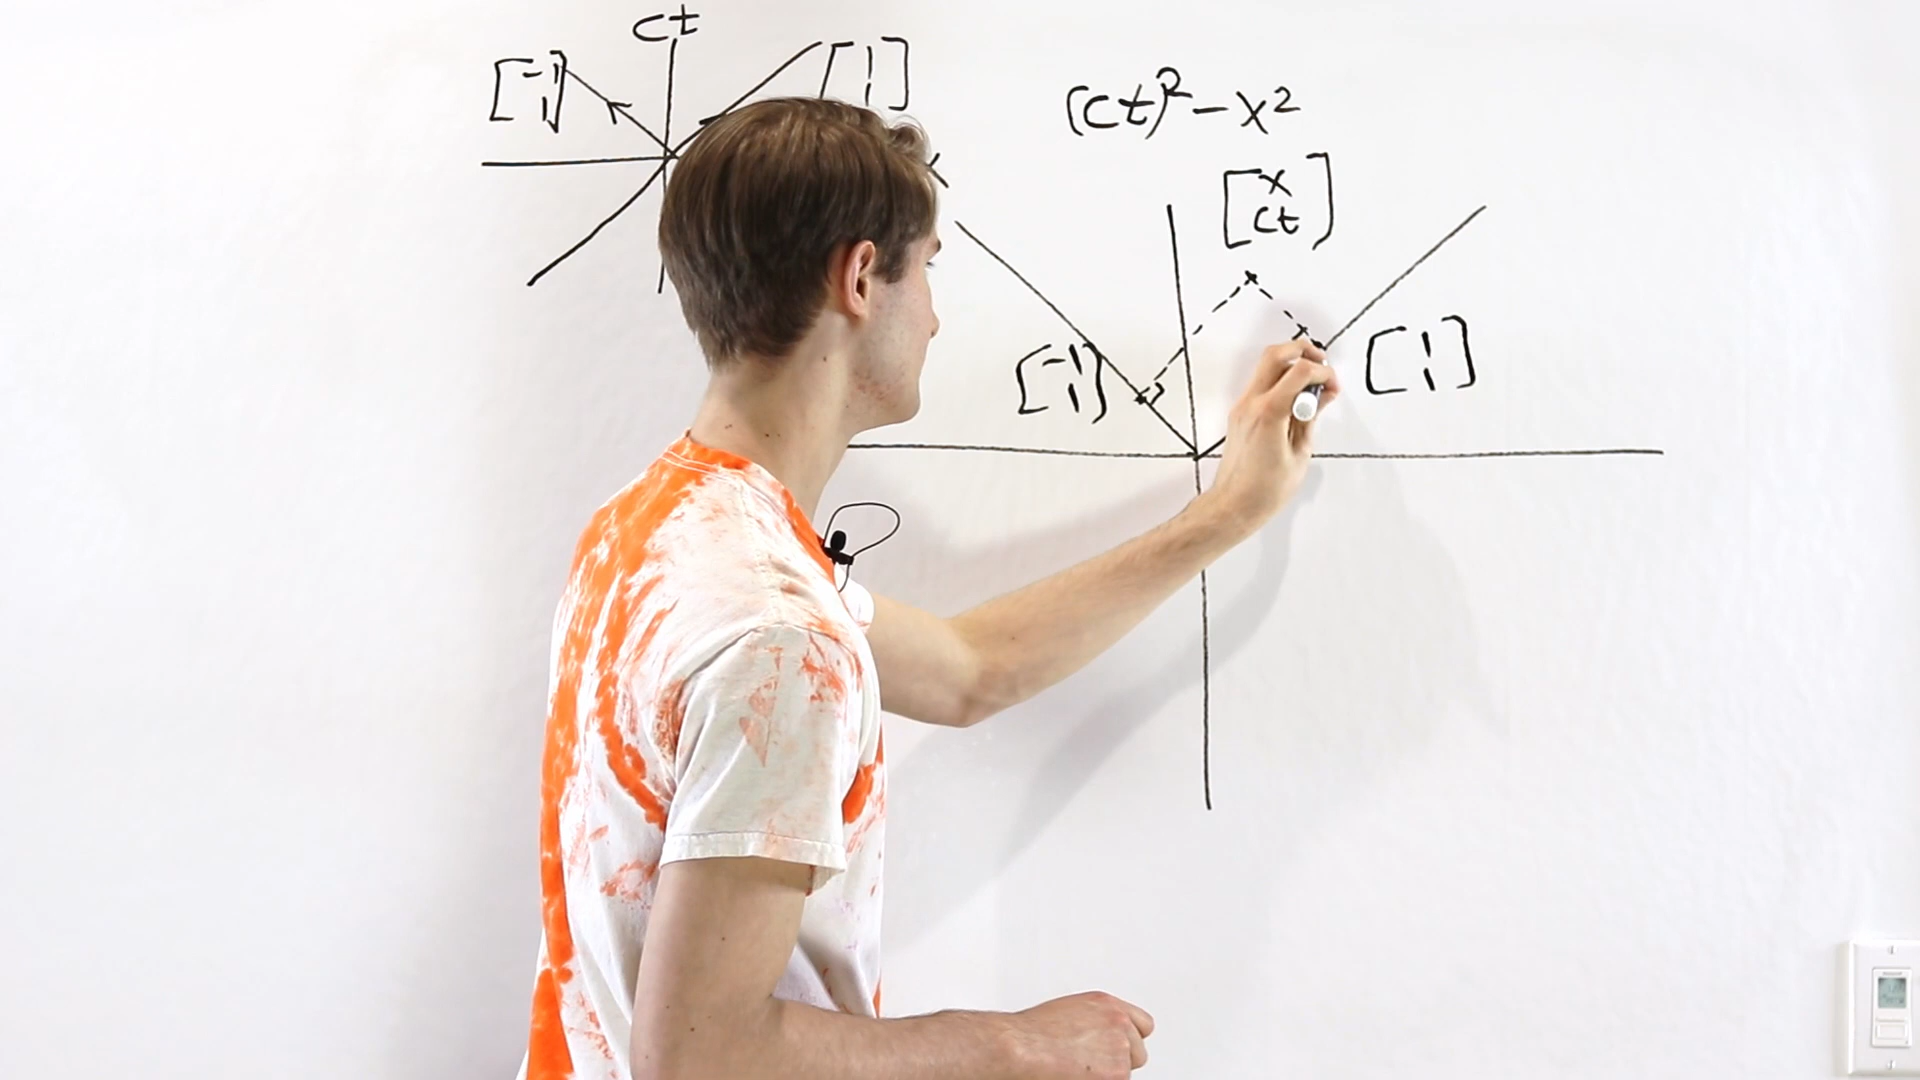 ct
[-1
1]
[1
1]
(ct)² - x²
[x
ct]
[-1
1]
[1
1]